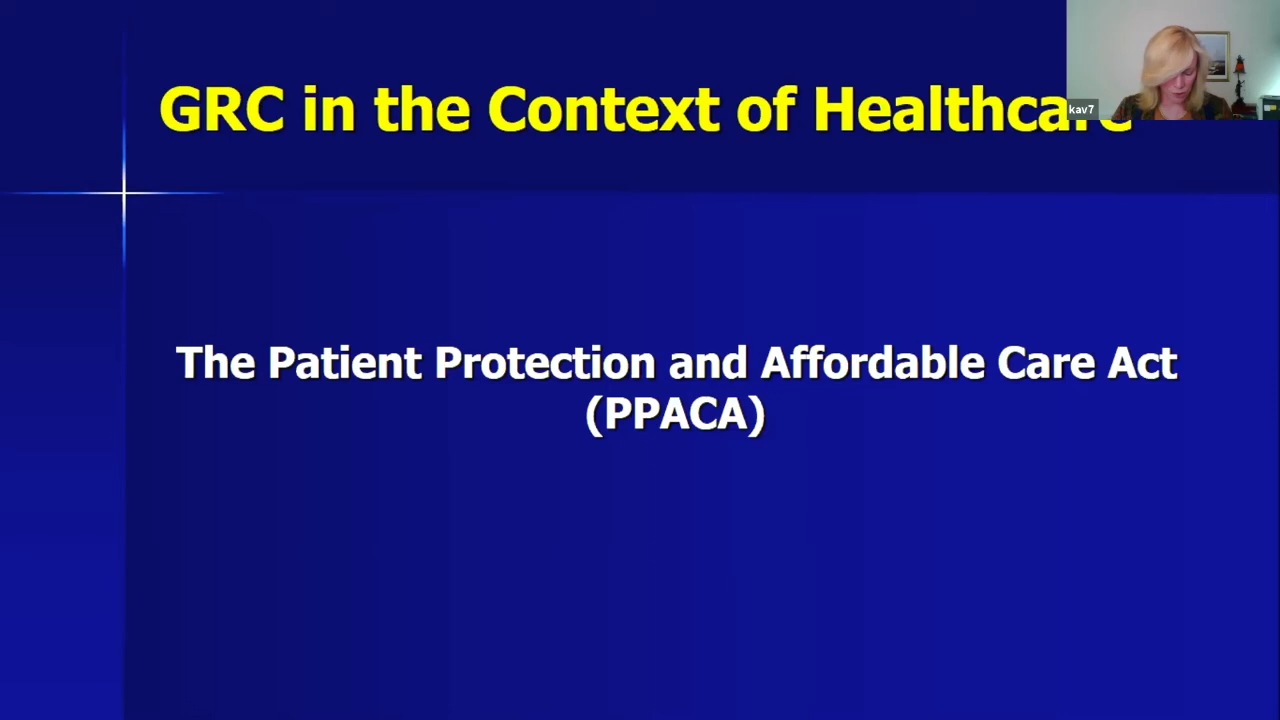 GRC in the Context of Healthcare
kav7
The Patient Protection and Affordable Care Act
(PPACA)